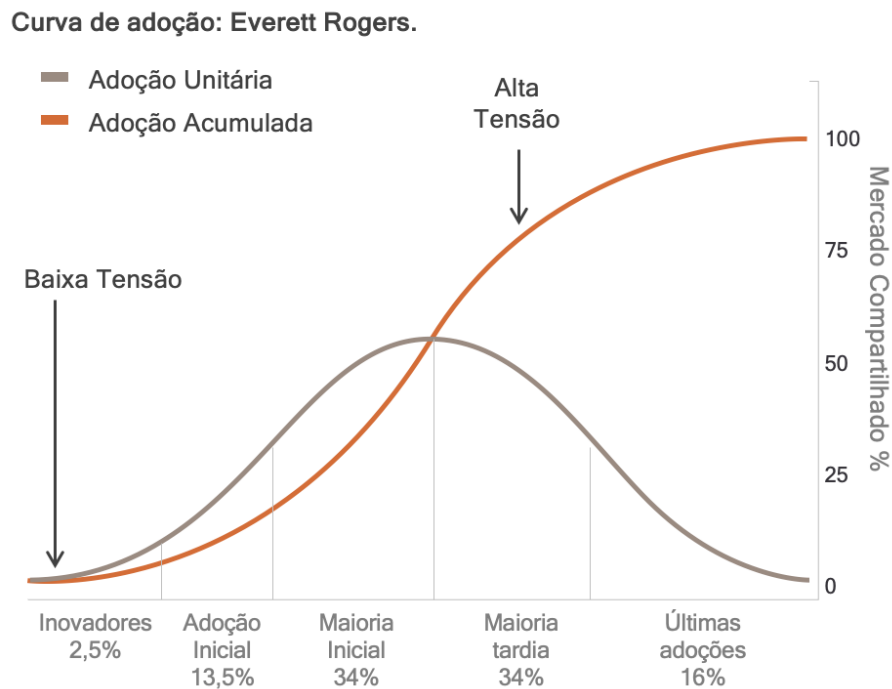 Curva de adoção: Everett Rogers.
Adoção Unitária
Adoção Acumulada
Alta
Tensão
Baixa Tensão
100
75
50
25
0
Mercado Compartilhado %
Inovadores
2,5%
Adoção
Inicial
13,5%
Maioria
Inicial
34%
Maioria
tardia
34%
Últimas
adoções
16%